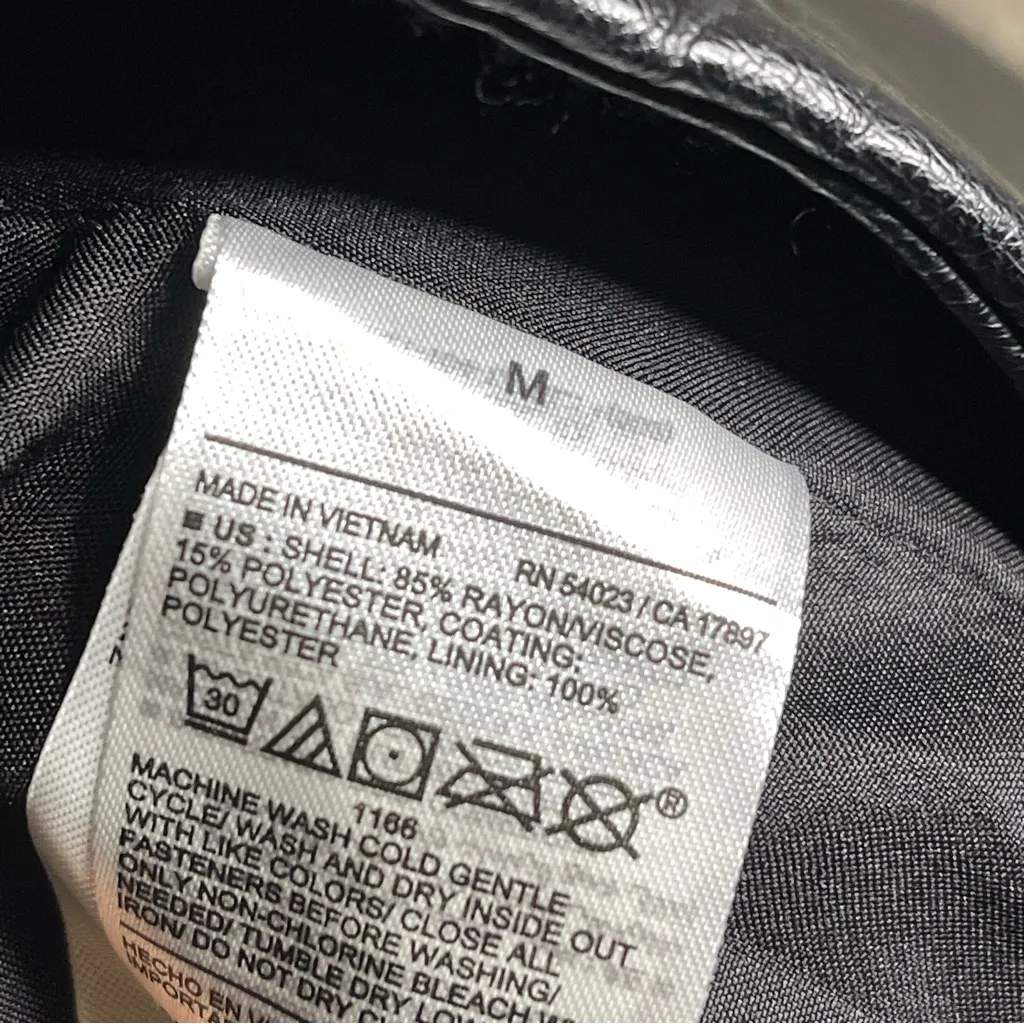 M
MADE IN VIETNAM
RN 54023 / CA 17897
US : SHELL: 85% RAYON/VISCOSE,
15% POLYESTER, COATING:
POLYURETHANE, LINING: 100%
POLYESTER
30
®
1166
MACHINE WASH COLD GENTLE
CYCLE/ WASH AND DRY INSIDE OUT
WITH LIKE COLORS/ CLOSE ALL
FASTENERS BEFORE WASHING/
ONLY NON-CHLORINE BLEACH
NEEDED/ TUMBLE DRY LOW
IRON/ DO NOT DRY
HECHO EN